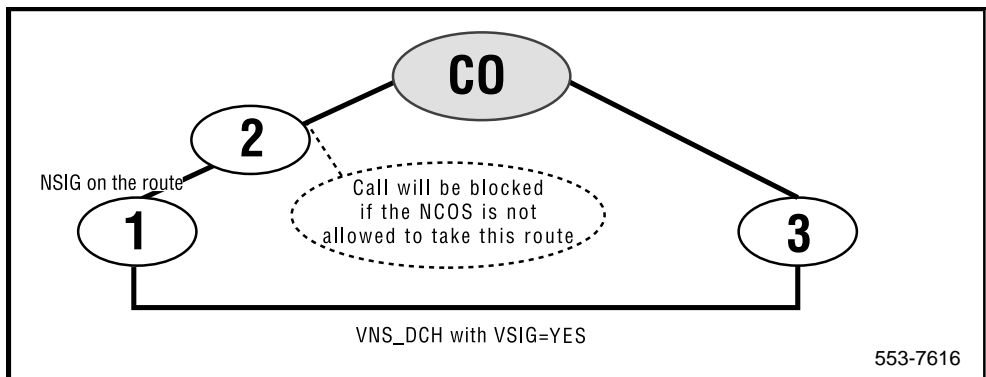 CO
2
NSIG on the route
Call will be blocked
if the NCOS is not
allowed to take this route
1
3
VNS_DCH with VSIG=YES
553-7616